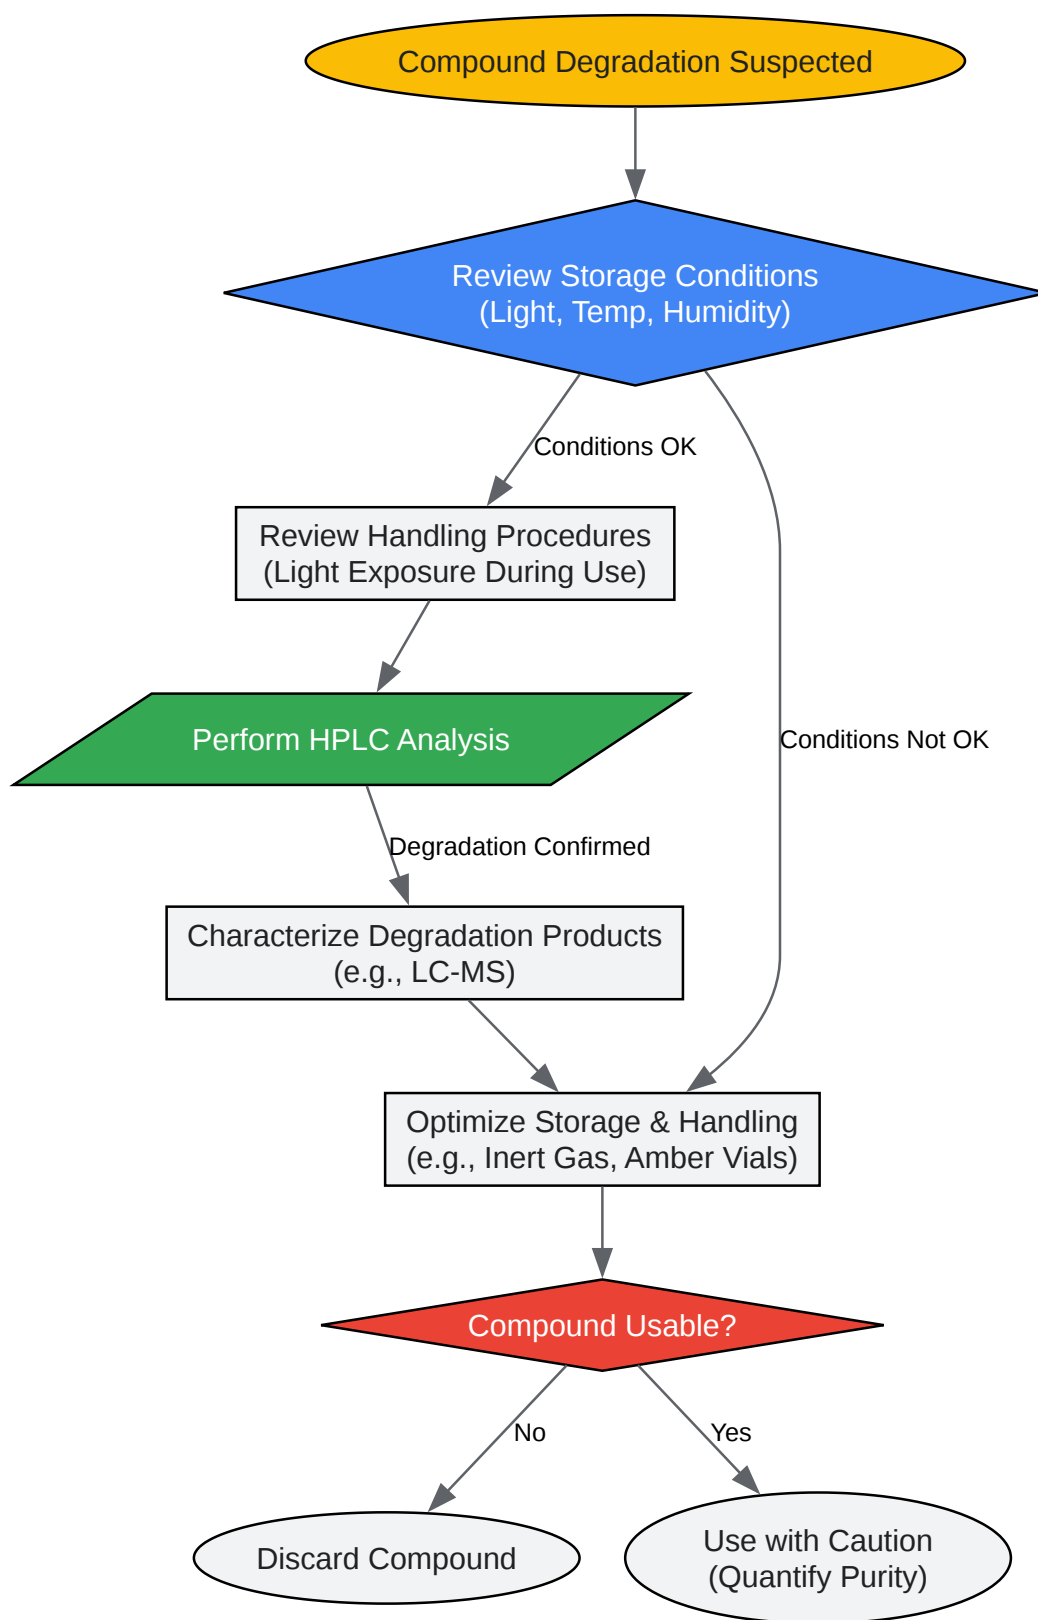 Compound Degradation Suspected
Review Storage Conditions
(Light, Temp, Humidity)
Conditions OK
Review Handling Procedures
(Light Exposure During Use)
Perform HPLC Analysis
Conditions Not OK
Degradation Confirmed
Characterize Degradation Products
(e.g., LC-MS)
Optimize Storage & Handling
(e.g., Inert Gas, Amber Vials)
Compound Usable?
No
Yes
Discard Compound
Use with Caution
(Quantify Purity)